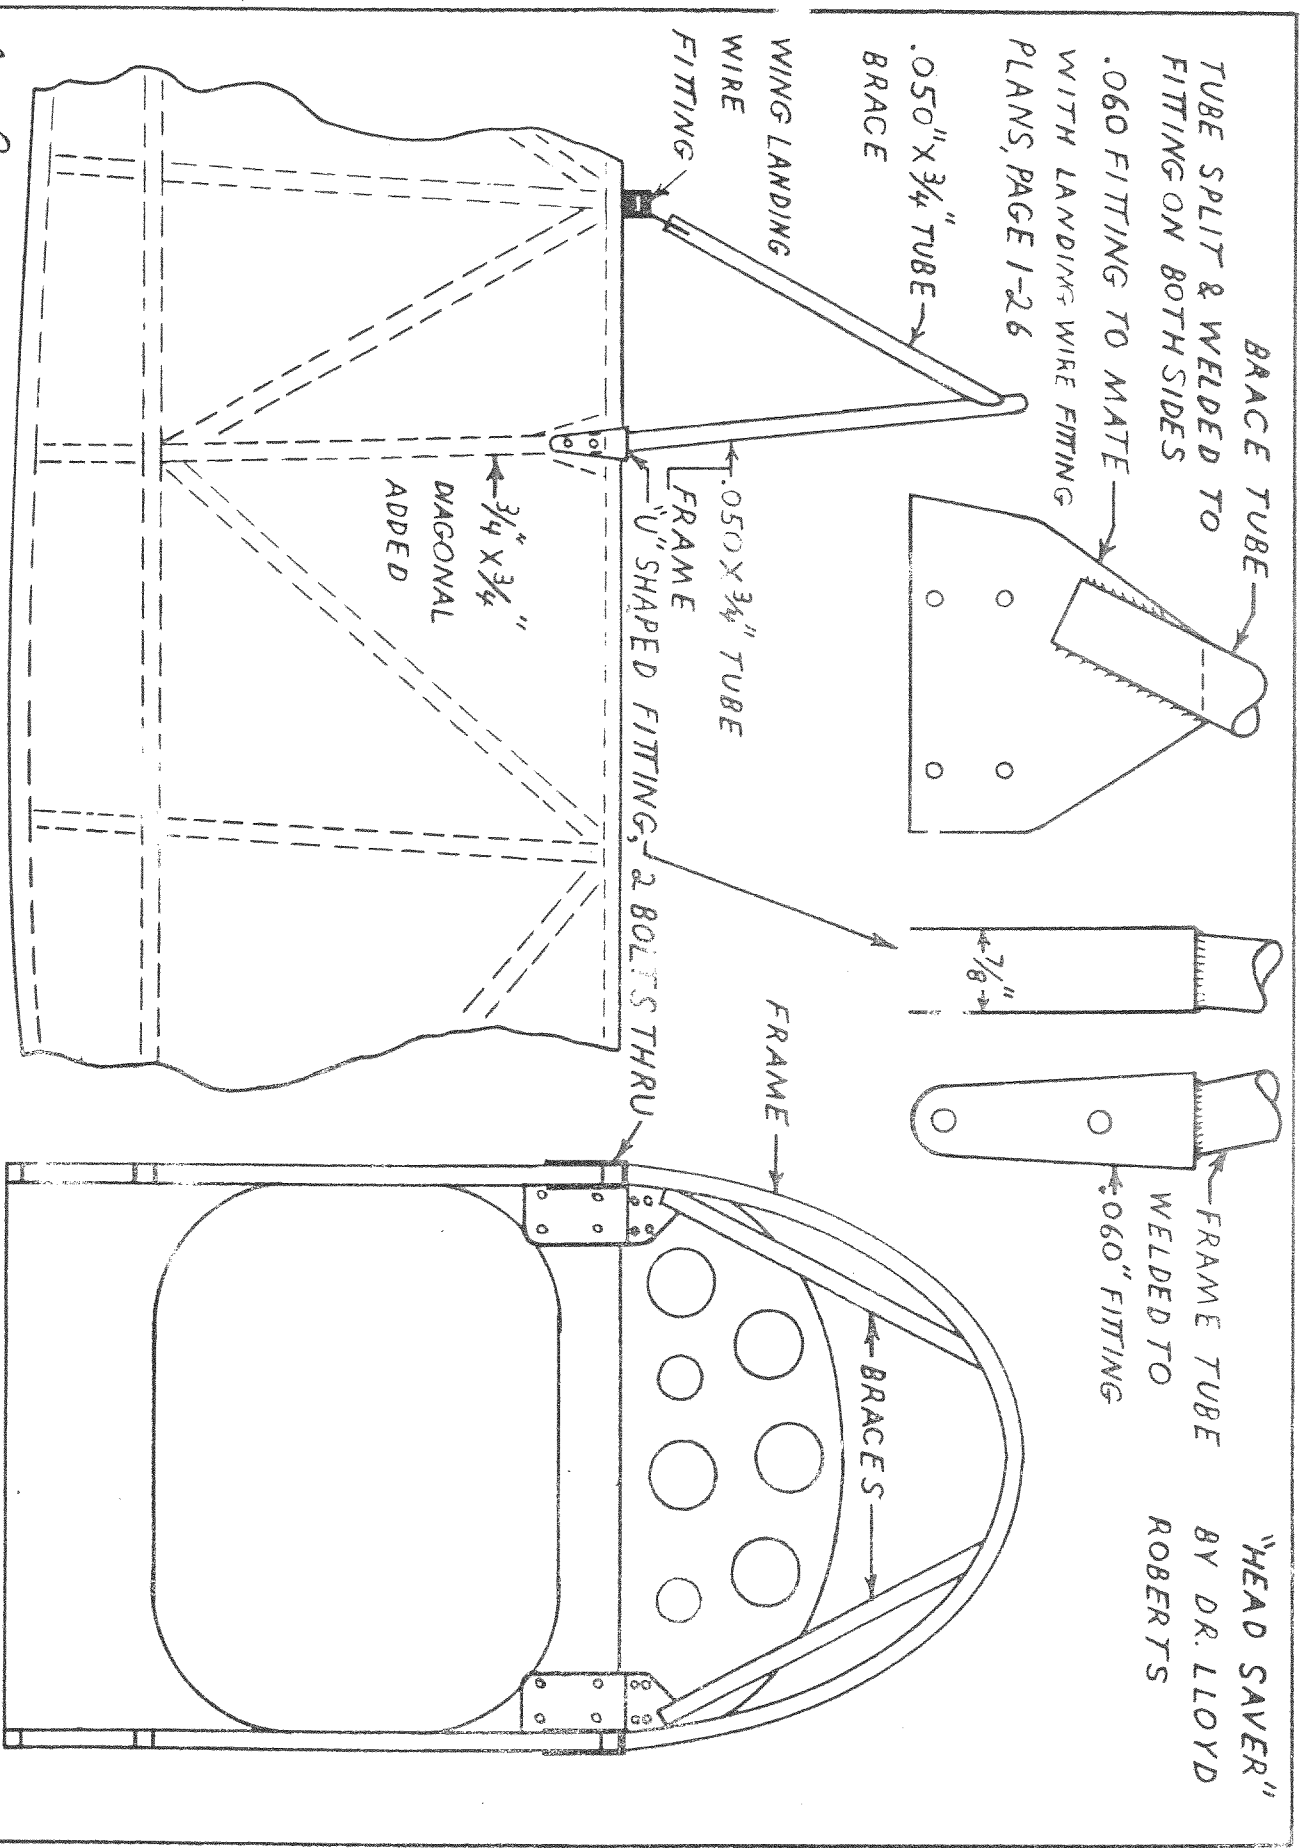 "HEAD SAVER"
BY DR. LLOYD
ROBERTS
BRACE TUBE
TUBE SPLIT & WELDED TO
FITTING ON BOTH SIDES
.060 FITTING TO MATE
WITH LANDING WIRE FITTING
PLANS, PAGE 1-26
7/8"
FRAME TUBE
WELDED TO
.060" FITTING
.050" X 3/4" TUBE
BRACE
WING LANDING
WIRE
FITTING
.050 X 3/4" TUBE
FRAME
"U" SHAPED FITTING, 2 BOLTS THRU
3/4" X 3/4"
DIAGONAL
ADDED
FRAME
BRACES